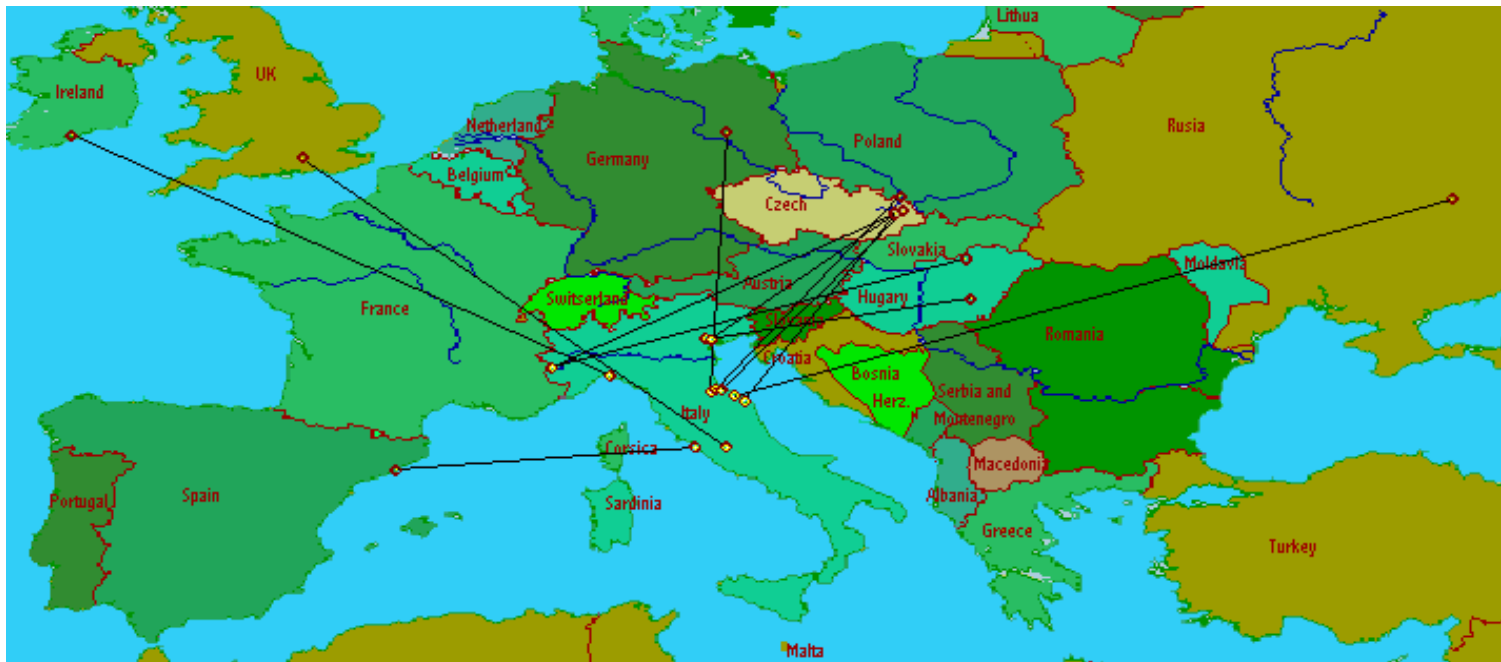 Lithua
UK
Ireland
Rusia
Netherland
Poland
Germany
Belgium
Czech
Slovakia
Moldavia
Austria
Switserland
Hugary
France
Slovenia
Romania
Croatia
Bosnia
Herz.
Serbia and
Montenegro
Italy
Corsica
Macedonia
Portugal
Spain
Sardinia
Albania
Greece
Turkey
Malta